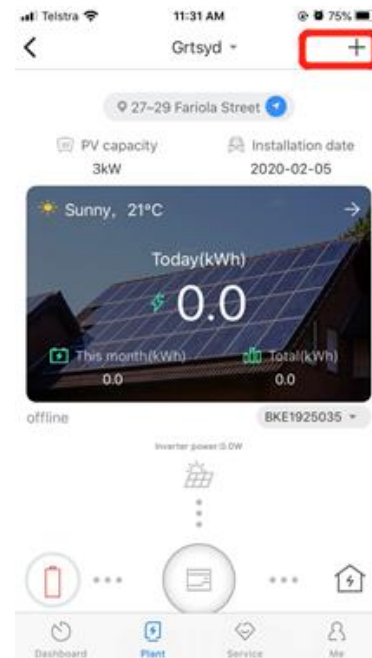 Telstra 11:31 AM 75%
Grtsyd
27-29 Fariola Street
PV capacity Installation date
3kW 2020-02-05
Sunny, 21°C
Today(kWh)
0.0
This month(kWh) Total(kWh)
0.0 0.0
offline BKE1925035
Inverter power:0.0W
Dashboard Plant Service Me